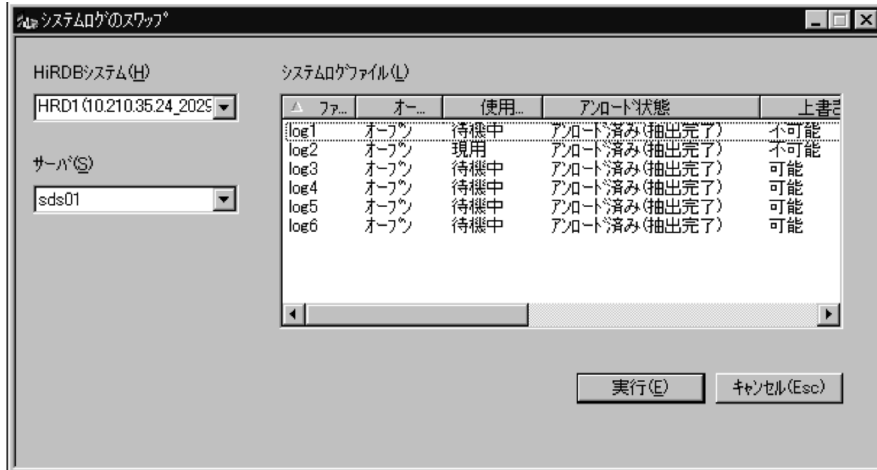 システムログのスワップ
HiRDBシステム(H)
HRD1(10.210.35.24_2029
サーバ(S)
sds01
システムログファイル(L)
ファ... オー... 使用... アンロード状態 上書き
log1 オープン 待機中 アンロード済み(抽出完了) 不可能
log2 オープン 現用 アンロード済み(抽出完了) 不可能
log3 オープン 待機中 アンロード済み(抽出完了) 可能
log4 オープン 待機中 アンロード済み(抽出完了) 可能
log5 オープン 待機中 アンロード済み(抽出完了) 可能
log6 オープン 待機中 アンロード済み(抽出完了) 可能
実行(E) キャンセル(Esc)